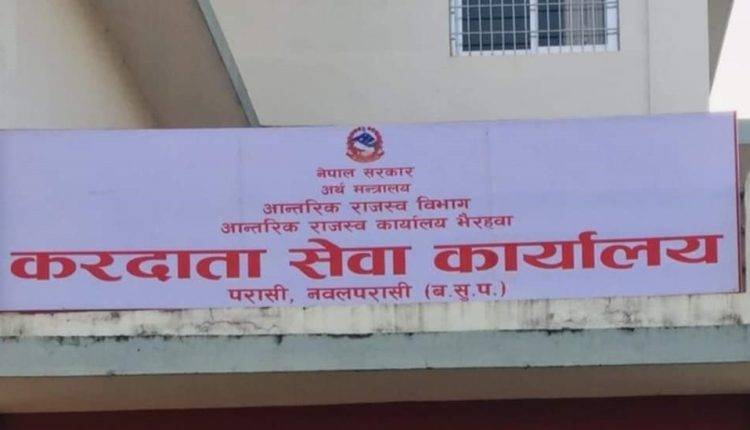 नेपाल सरकार
अर्थ मन्त्रालय
आन्तरिक राजस्व विभाग
आन्तरिक राजस्व कार्यालय भैरहवा
करदाता सेवा कार्यालय
परासी, नवलपरासी (ब.सु.प.)